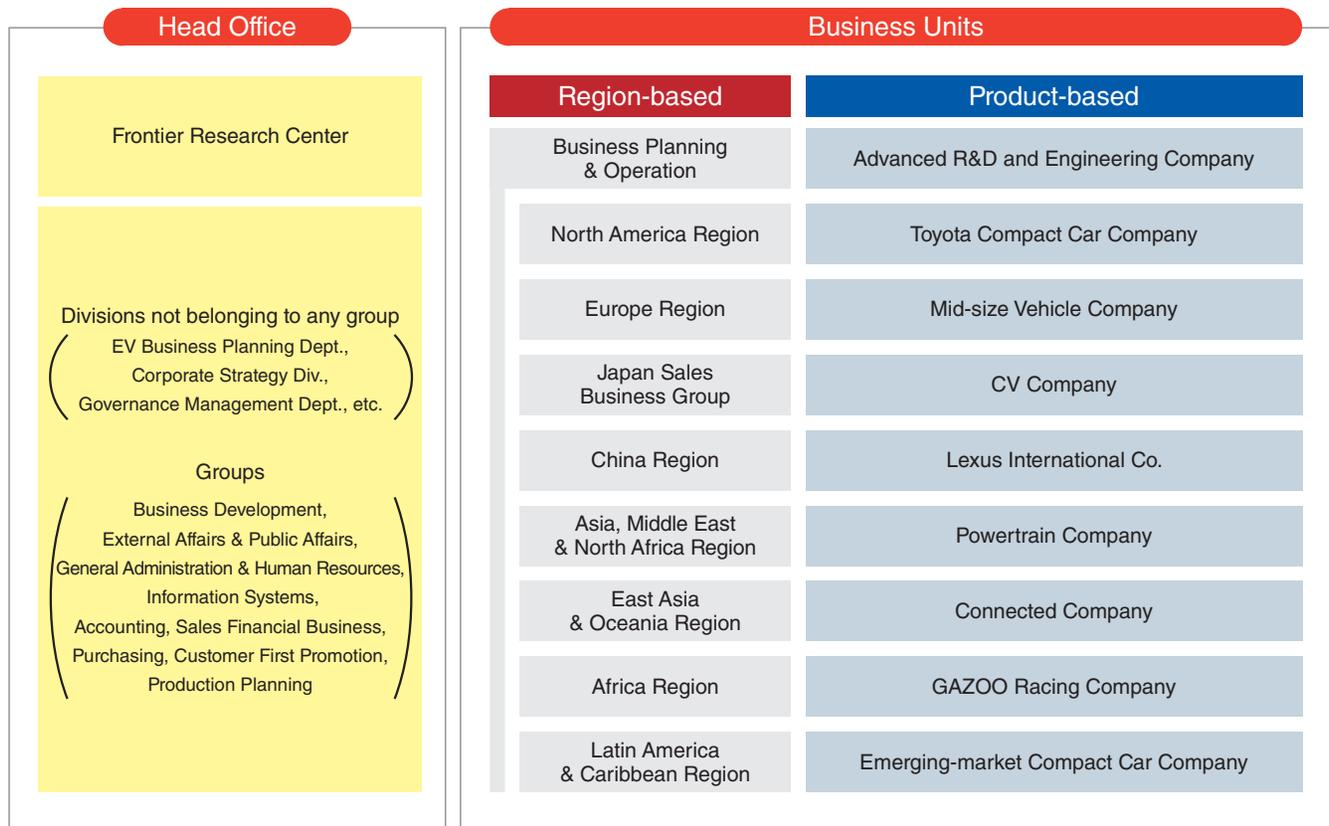 Head Office
Frontier Research Center
Divisions not belonging to any group
EV Business Planning Dept.,
Corporate Strategy Div.,
Governance Management Dept., etc.
Groups
Business Development,
External Affairs & Public Affairs,
General Administration & Human Resources,
Information Systems,
Accounting, Sales Financial Business,
Purchasing, Customer First Promotion,
Production Planning
Business Units
Region-based
Business Planning
& Operation
North America Region
Europe Region
Japan Sales
Business Group
China Region
Asia, Middle East
& North Africa Region
East Asia
& Oceania Region
Africa Region
Latin America
& Caribbean Region
Product-based
Advanced R&D and Engineering Company
Toyota Compact Car Company
Mid-size Vehicle Company
CV Company
Lexus International Co.
Powertrain Company
Connected Company
GAZOO Racing Company
Emerging-market Compact Car Company